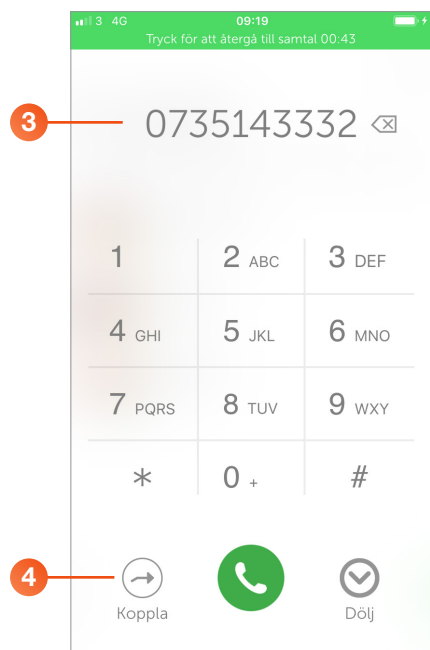 3 4G 09:19
Tryck för att återgå till samtal 00:43
3 0735143332
1 2 ABC 3 DEF
4 GHI 5 JKL 6 MNO
7 PQRS 8 TUV 9 WXY
* 0 + #
4
Koppla Dölj